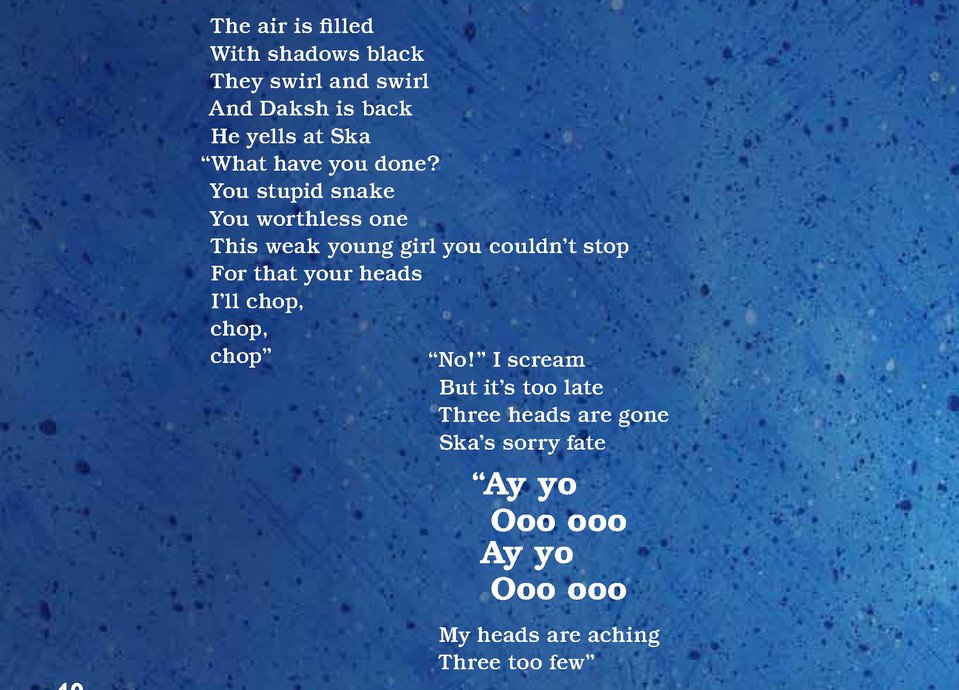 The air is filled
With shadows black
They swirl and swirl
And Daksh is back
He yells at Ska
“What have you done?
You stupid snake
You worthless one
This weak young girl you couldn’t stop
For that your heads
I’ll chop,
chop,
chop”
“No!” I scream
But it’s too late
Three heads are gone
Ska’s sorry fate
“Ay yo
Ooo ooo
Ay yo
Ooo ooo
My heads are aching
Three too few”